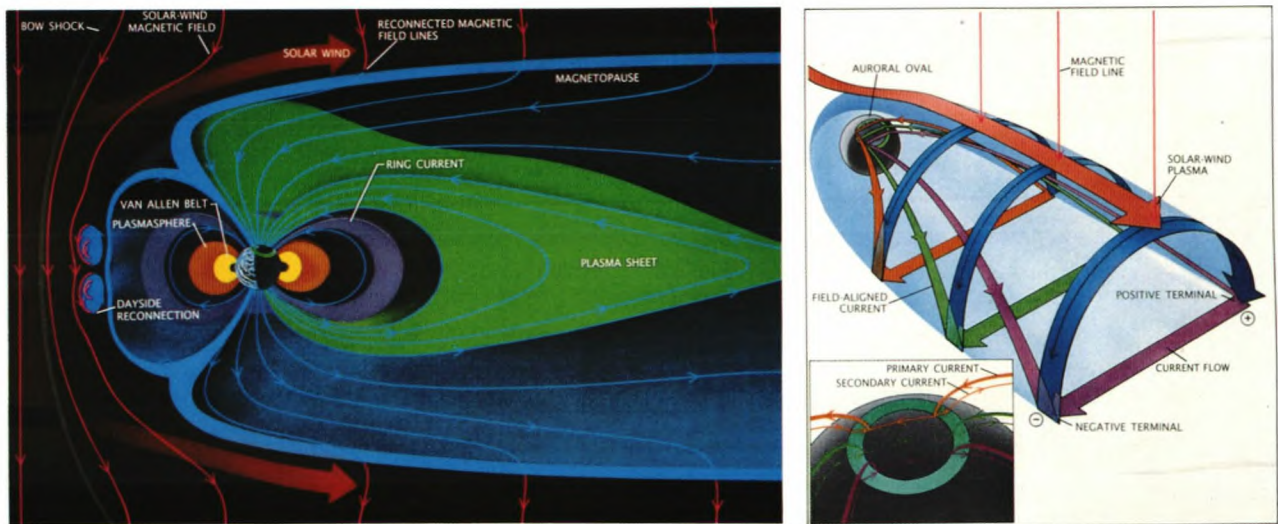 BOW SHOCK
SOLAR-WIND
MAGNETIC FIELD
SOLAR WIND
RECONNECTED MAGNETIC
FIELD LINES
MAGNETOPAUSE
RING CURRENT
VAN ALLEN BELT
PLASMASPHERE
PLASMA SHEET
DAYSIDE
RECONNECTION
AURORAL OVAL
MAGNETIC
FIELD LINE
SOLAR-WIND
PLASMA
FIELD-ALIGNED
CURRENT
POSITIVE TERMINAL
+
CURRENT FLOW
PRIMARY CURRENT
SECONDARY CURRENT
−
NEGATIVE TERMINAL